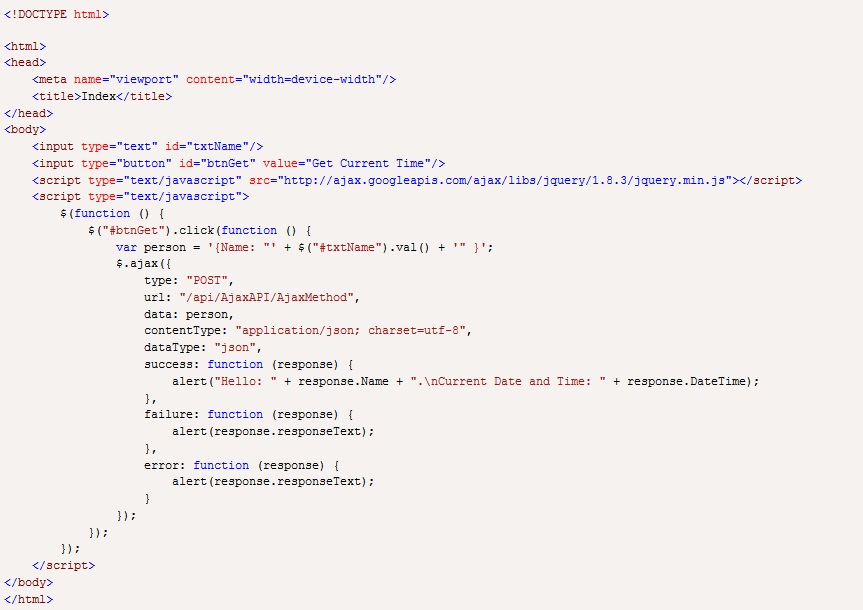 <!DOCTYPE html>
<html>
<head>
<meta name="viewport" content="width=device-width"/>
<title>Index</title>
</head>
<body>
<input type="text" id="txtName"/>
<input type="button" id="btnGet" value="Get Current Time"/>
<script type="text/javascript" src="http://ajax.googleapis.com/ajax/libs/jquery/1.8.3/jquery.min.js"></script>
<script type="text/javascript">
$(function () {
$("#btnGet").click(function () {
var person = '{Name: "' + $("#txtName").val() + '" }';
$.ajax({
type: "POST",
url: "/api/AjaxAPI/AjaxMethod",
data: person,
contentType: "application/json; charset=utf-8",
dataType: "json",
success: function (response) {
alert("Hello: " + response.Name + ".\nCurrent Date and Time: " + response.DateTime);
},
failure: function (response) {
alert(response.responseText);
},
error: function (response) {
alert(response.responseText);
}
});
});
});
</script>
</body>
</html>